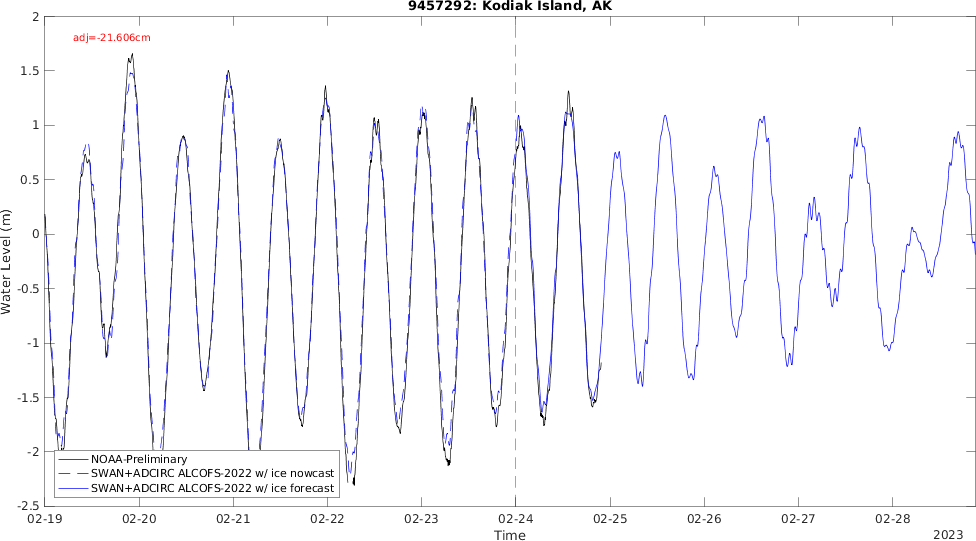 9457292: Kodiak Island, AK
adj=-21.606cm
2
1.5
1
0.5
0
-0.5
-1
-1.5
-2
-2.5
Water Level (m)
NOAA-Preliminary
SWAN+ADCIRC ALCOFS-2022 w/ ice nowcast
SWAN+ADCIRC ALCOFS-2022 w/ ice forecast
02-19 02-20 02-21 02-22 02-23 02-24 02-25 02-26 02-27 02-28
Time
2023